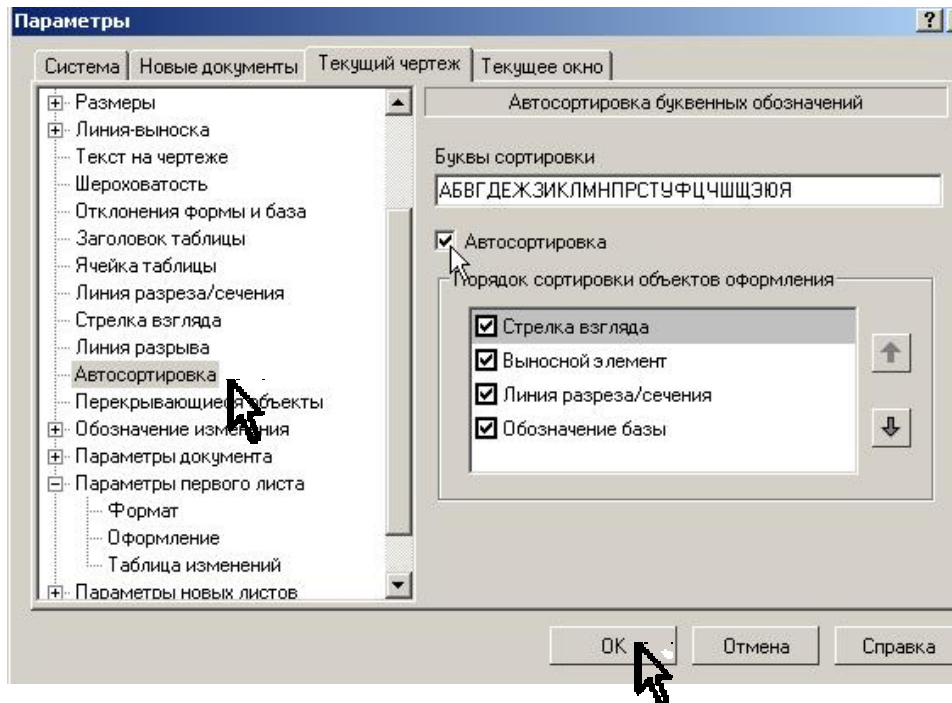 Параметры
Система Новые документы Текущий чертеж Текущее окно
Размеры
Линия-выноска
Текст на чертеже
Шероховатость
Отклонения формы и база
Заголовок таблицы
Ячейка таблицы
Линия разреза/сечения
Стрелка взгляда
Линия разрыва
Автосортировка
Перекрывающиеся объекты
Обозначение изменения
Параметры документа
Параметры первого листа
Формат
Оформление
Таблица изменений
Параметры новых листов
Автосортировка буквенных обозначений
Буквы сортировки
АБВГДЕЖЗИКЛМНПРСТУФЦЧШЩЭЮЯ
Автосортировка
Порядок сортировки объектов оформления
Стрелка взгляда
Выносной элемент
Линия разреза/сечения
Обозначение базы
OK Отмена Справка